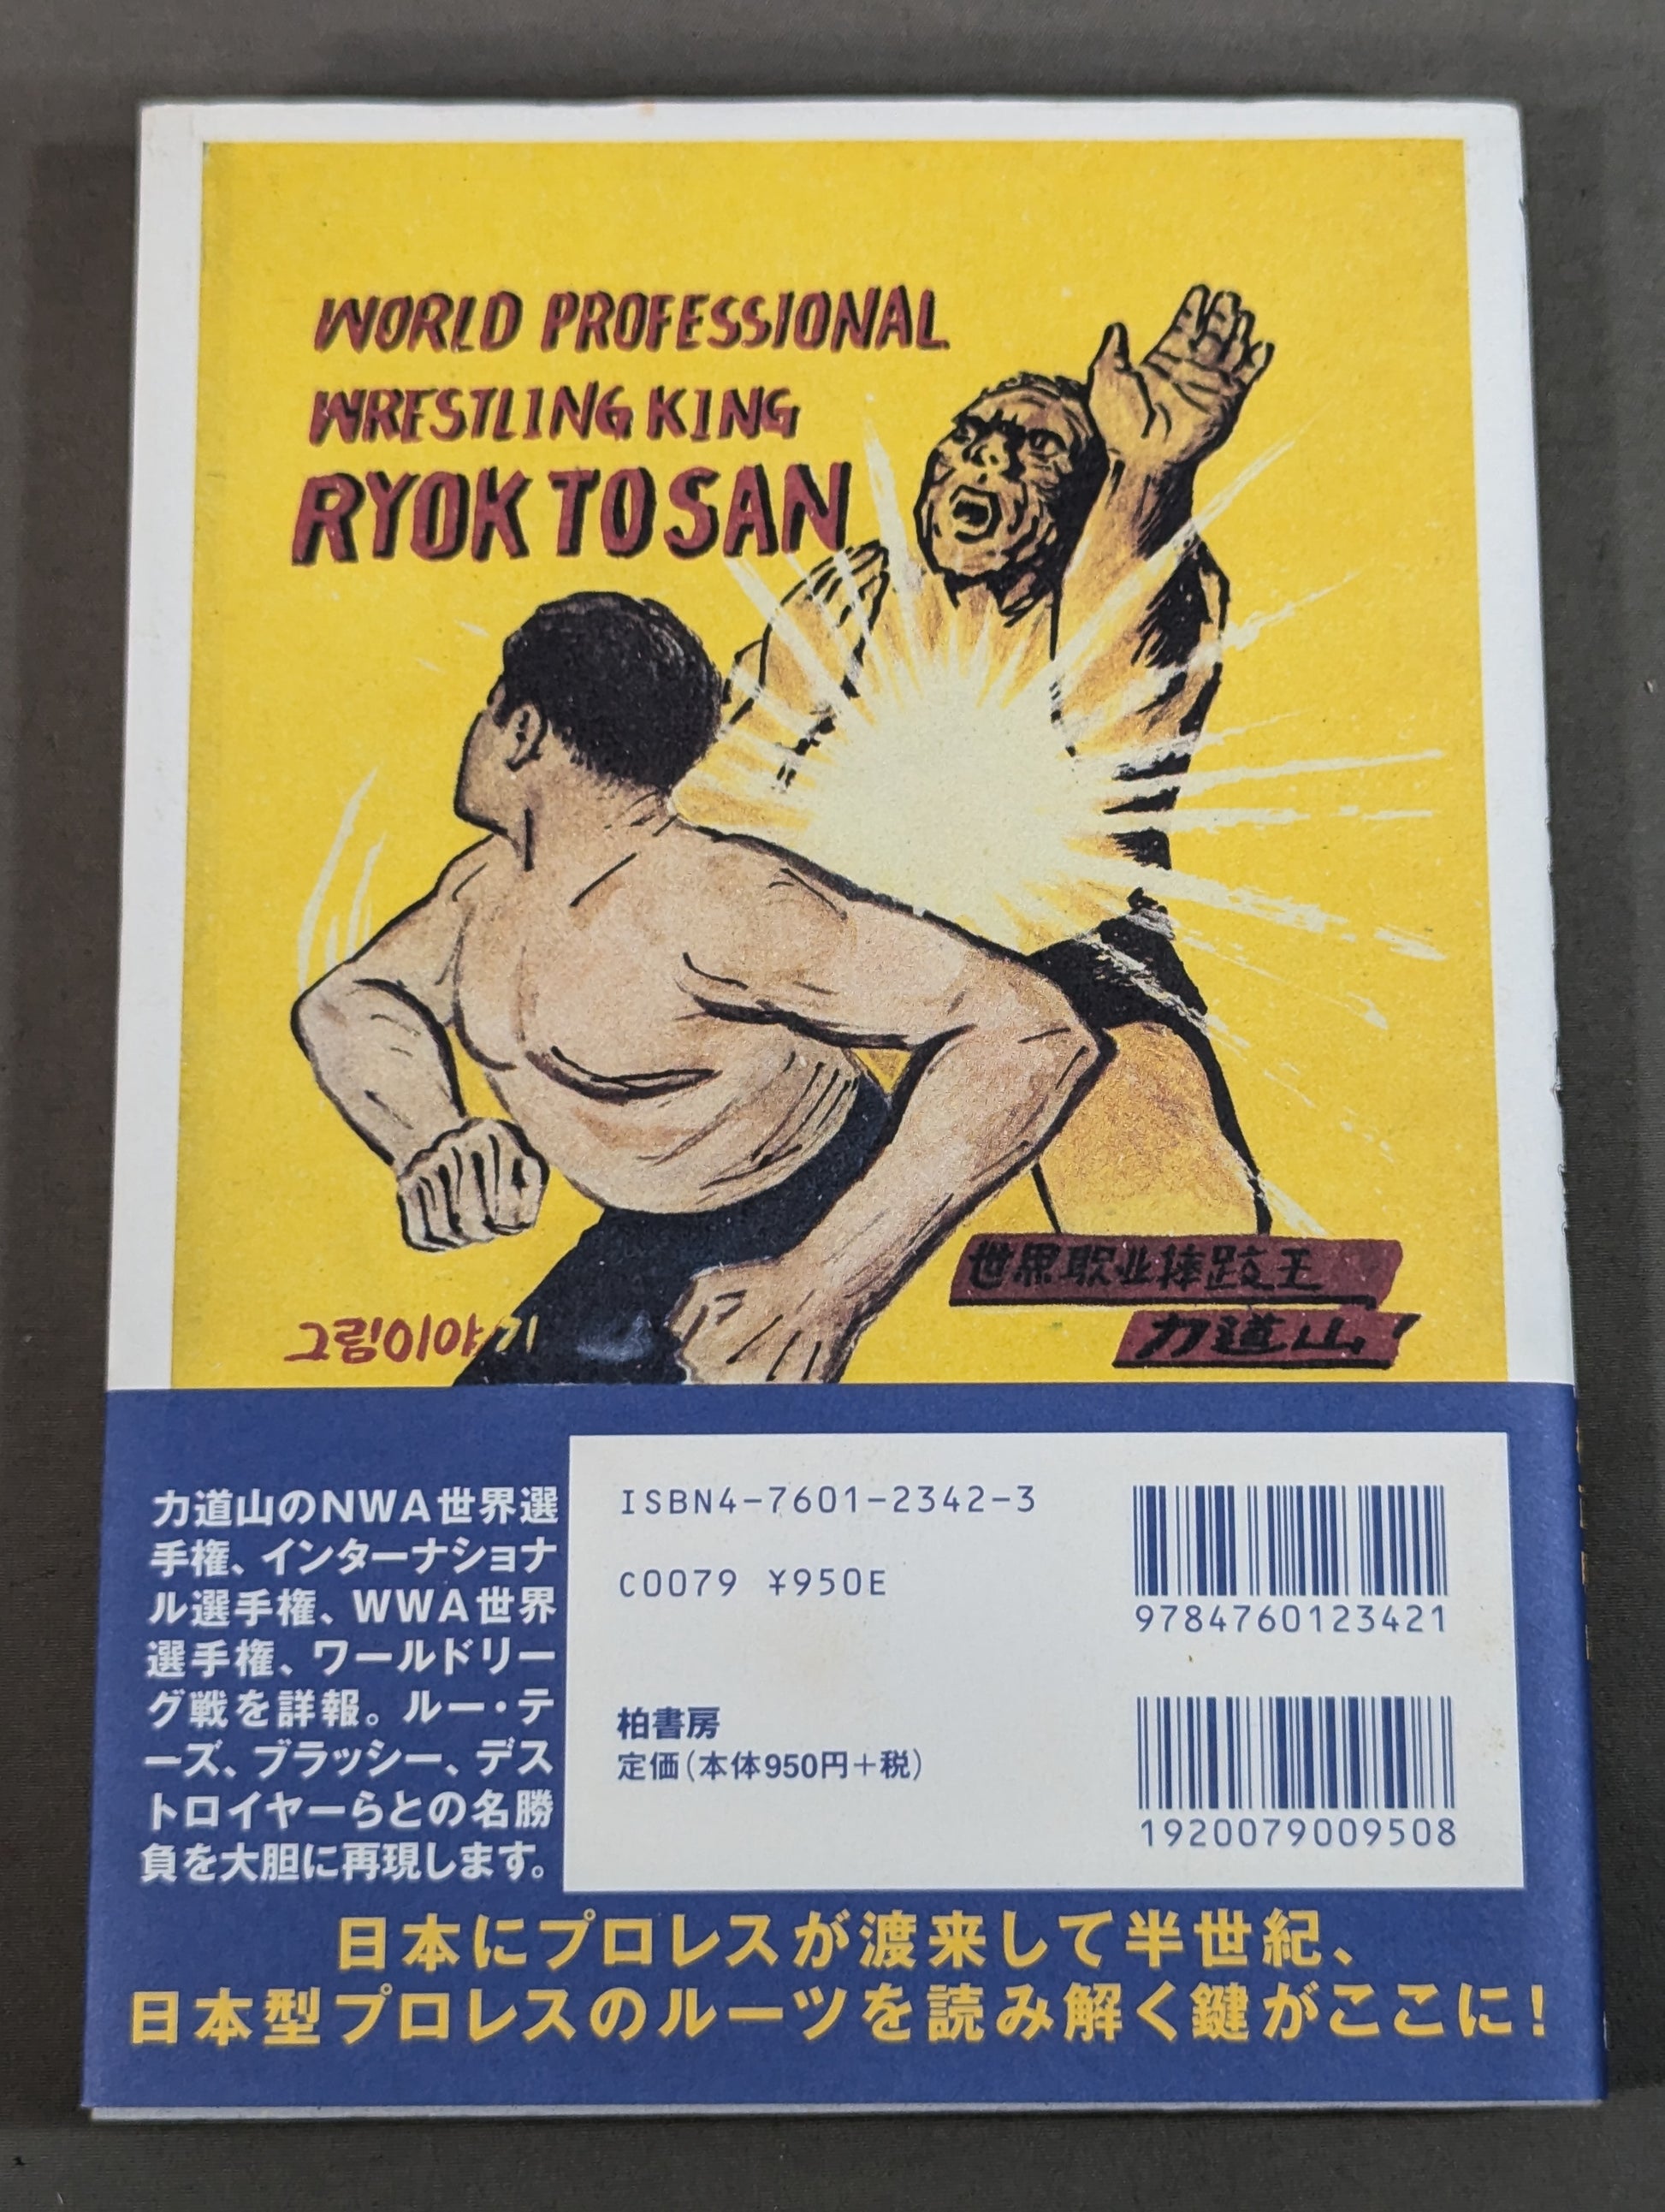 WORLD PROFESSIONAL
WRESTLING KING
RYOK TO SAN
世界职业摔跤王
力道山
그림이야기
力道山のNWA世界選
手権、インターナショナ
ル選手権、WWA世界
選手権、ワールドリー
グ戦を詳報。ルー・テ
ーズ、ブラッシー、デス
トロイヤーらとの名勝
負を大胆に再現します。
ISBN4-7601-2342-3
C0079 ¥950E
9784760123421
柏書房
定価(本体950円+税)
1920079009508
日本にプロレスが渡来して半世紀、
日本型プロレスのルーツを読み解く鍵がここに!